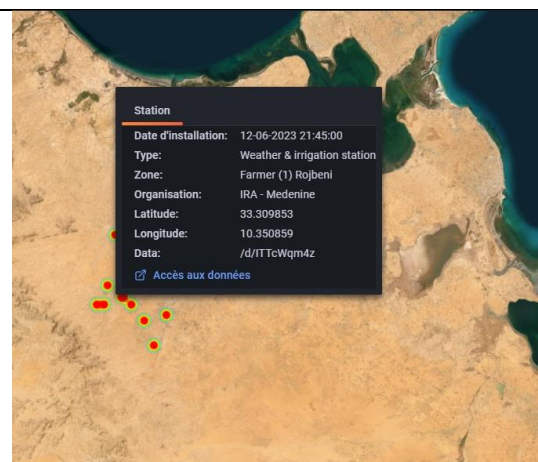 Station
Date d'installation: 12-06-2023 21:45:00
Type: Weather & irrigation station
Zone: Farmer (1) Rojbeni
Organisation: IRA - Medenine
Latitude: 33.309853
Longitude: 10.350859
Data: /d/ITTcWqm4z
Accès aux données